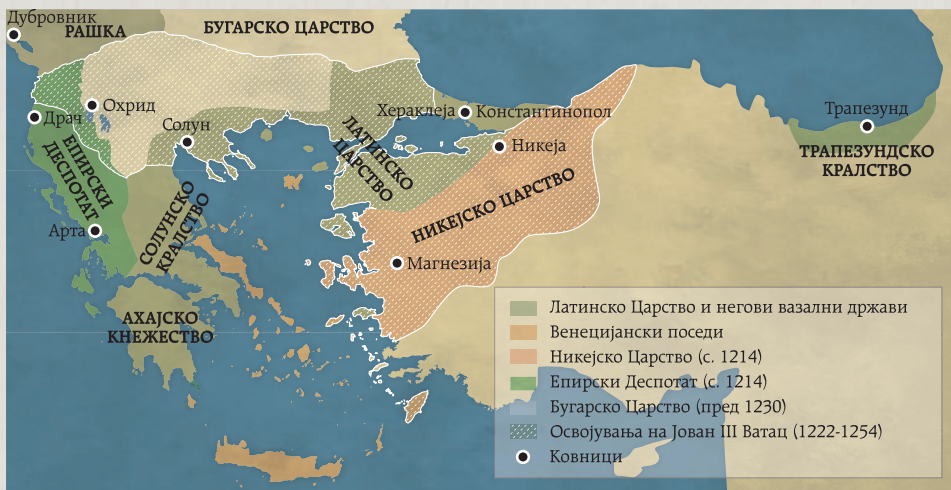 Дубровник
РАШКА
БУГАРСКО ЦАРСТВО
Охрид
Драч
Солун
Хераклеја
Константинопол
Трапезунд
ЛАТИНСКО
ЦАРСТВО
Никеја
ТРАПЕЗУНДСКО
КРАЛСТВО
ЕПИРСКИ
ДЕСПОТАТ
СОЛУНСКО
КРАЛСТВО
НИКЕЈСКО ЦАРСТВО
Арта
Магнезија
АХАЈСКО
КНЕЖЕСТВО
Латинско Царство и негови вазални држави
Венецијански поседи
Никејско Царство (с. 1214)
Епирски Деспотат (с. 1214)
Бугарско Царство (пред 1230)
Освојувања на Јован III Ватац (1222-1254)
Ковници